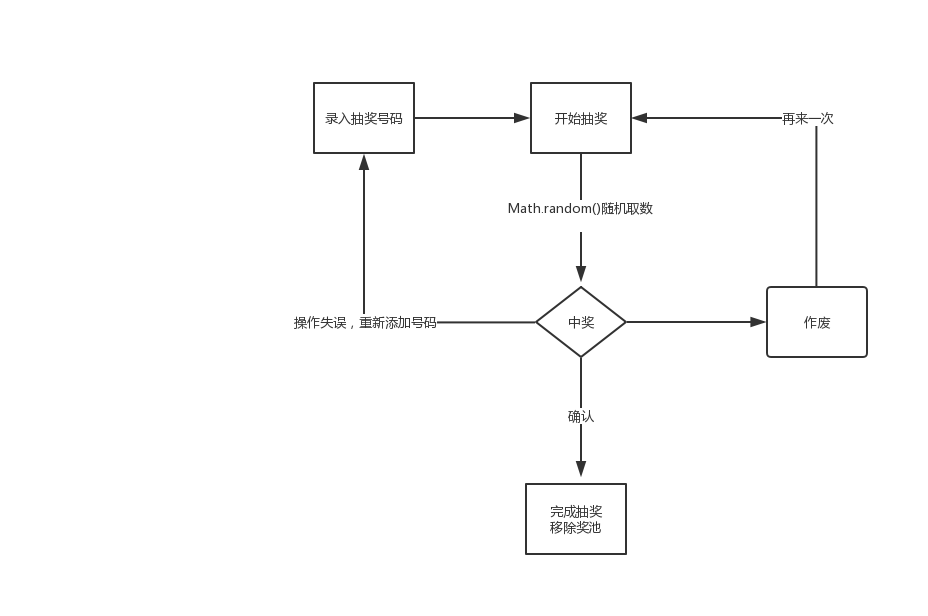 录入抽奖号码
开始抽奖
再来一次
Math.random()随机取数
操作失误，重新添加号码
中奖
作废
确认
完成抽奖
移除奖池